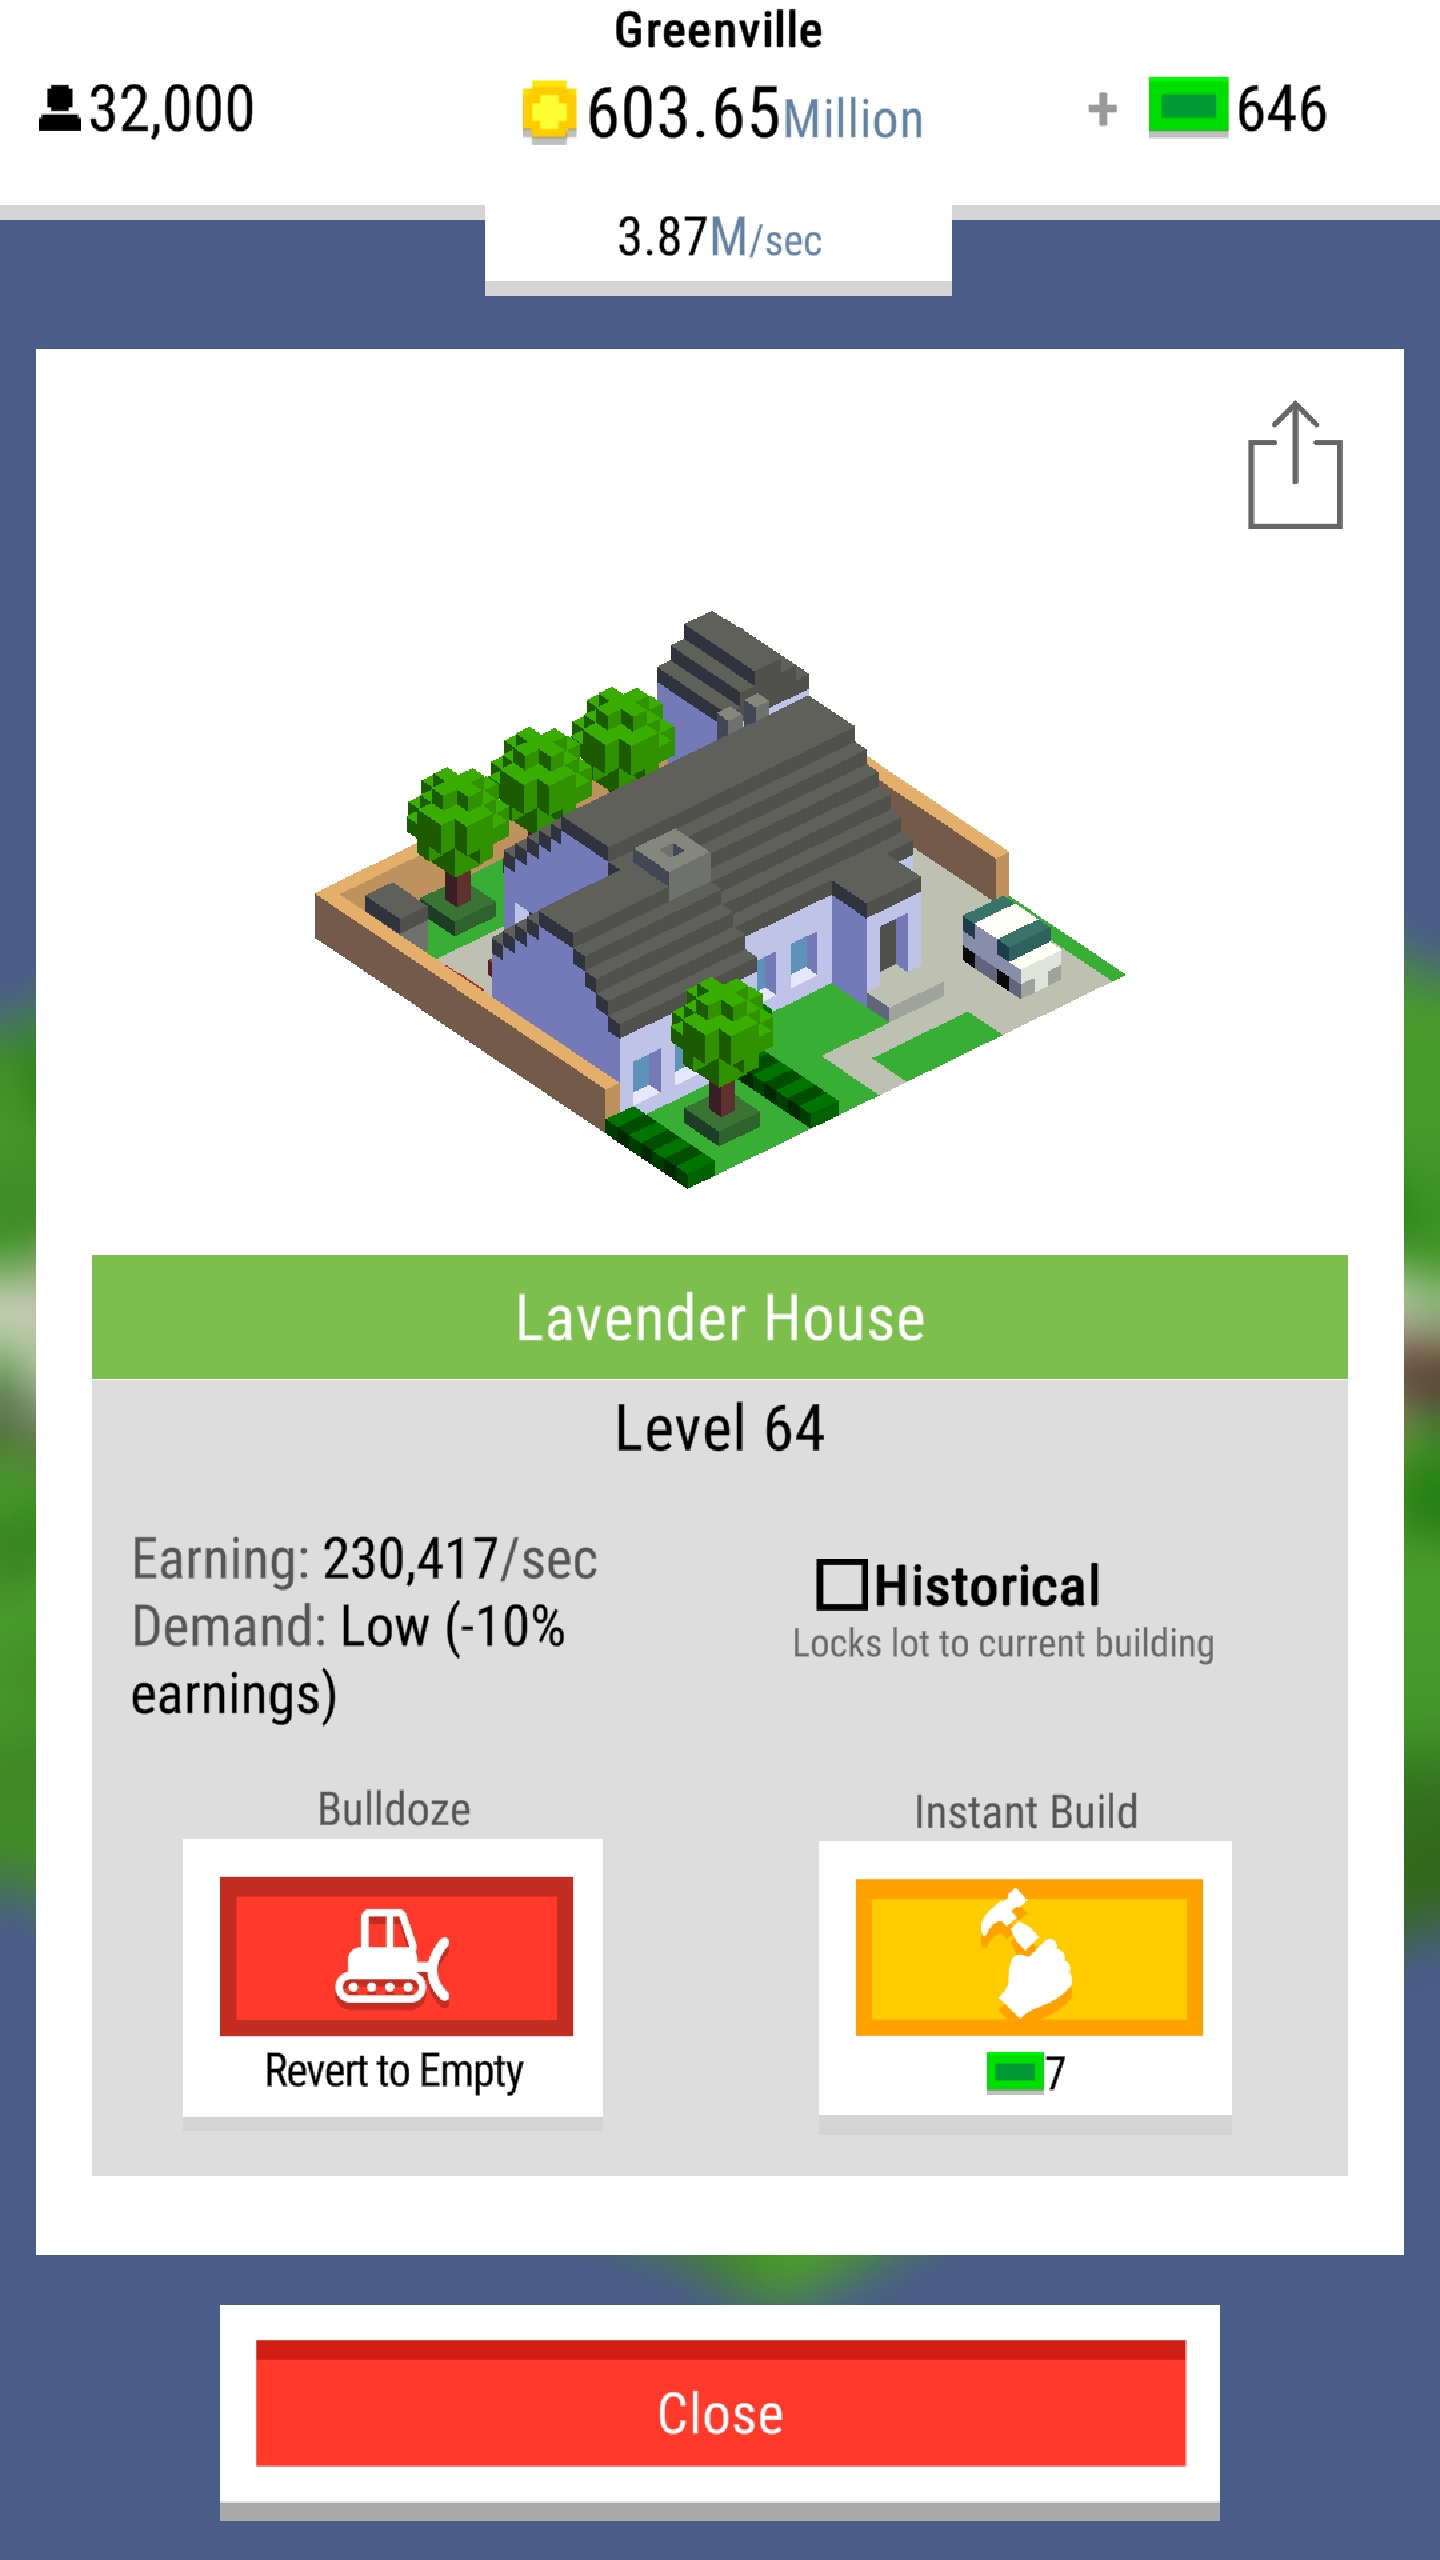 Greenville
32,000
603.65Million
+ 646
3.87M/sec
Lavender House
Level 64
Earning: 230,417/sec
Demand: Low (-10%
earnings)
Historical
Locks lot to current building
Bulldoze
Revert to Empty
Instant Build
7
Close